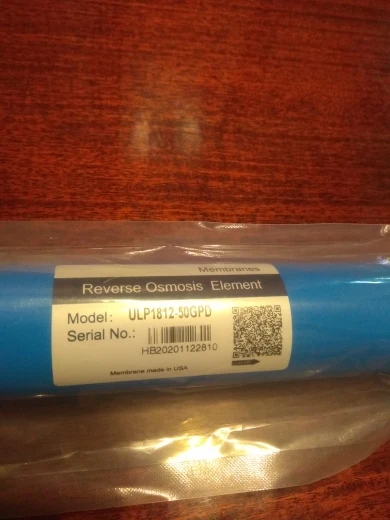 Membranes
Reverse Osmosis Element
Model: ULP1812-50GPD
Serial No.:
HB20201122810
Membrane made in USA